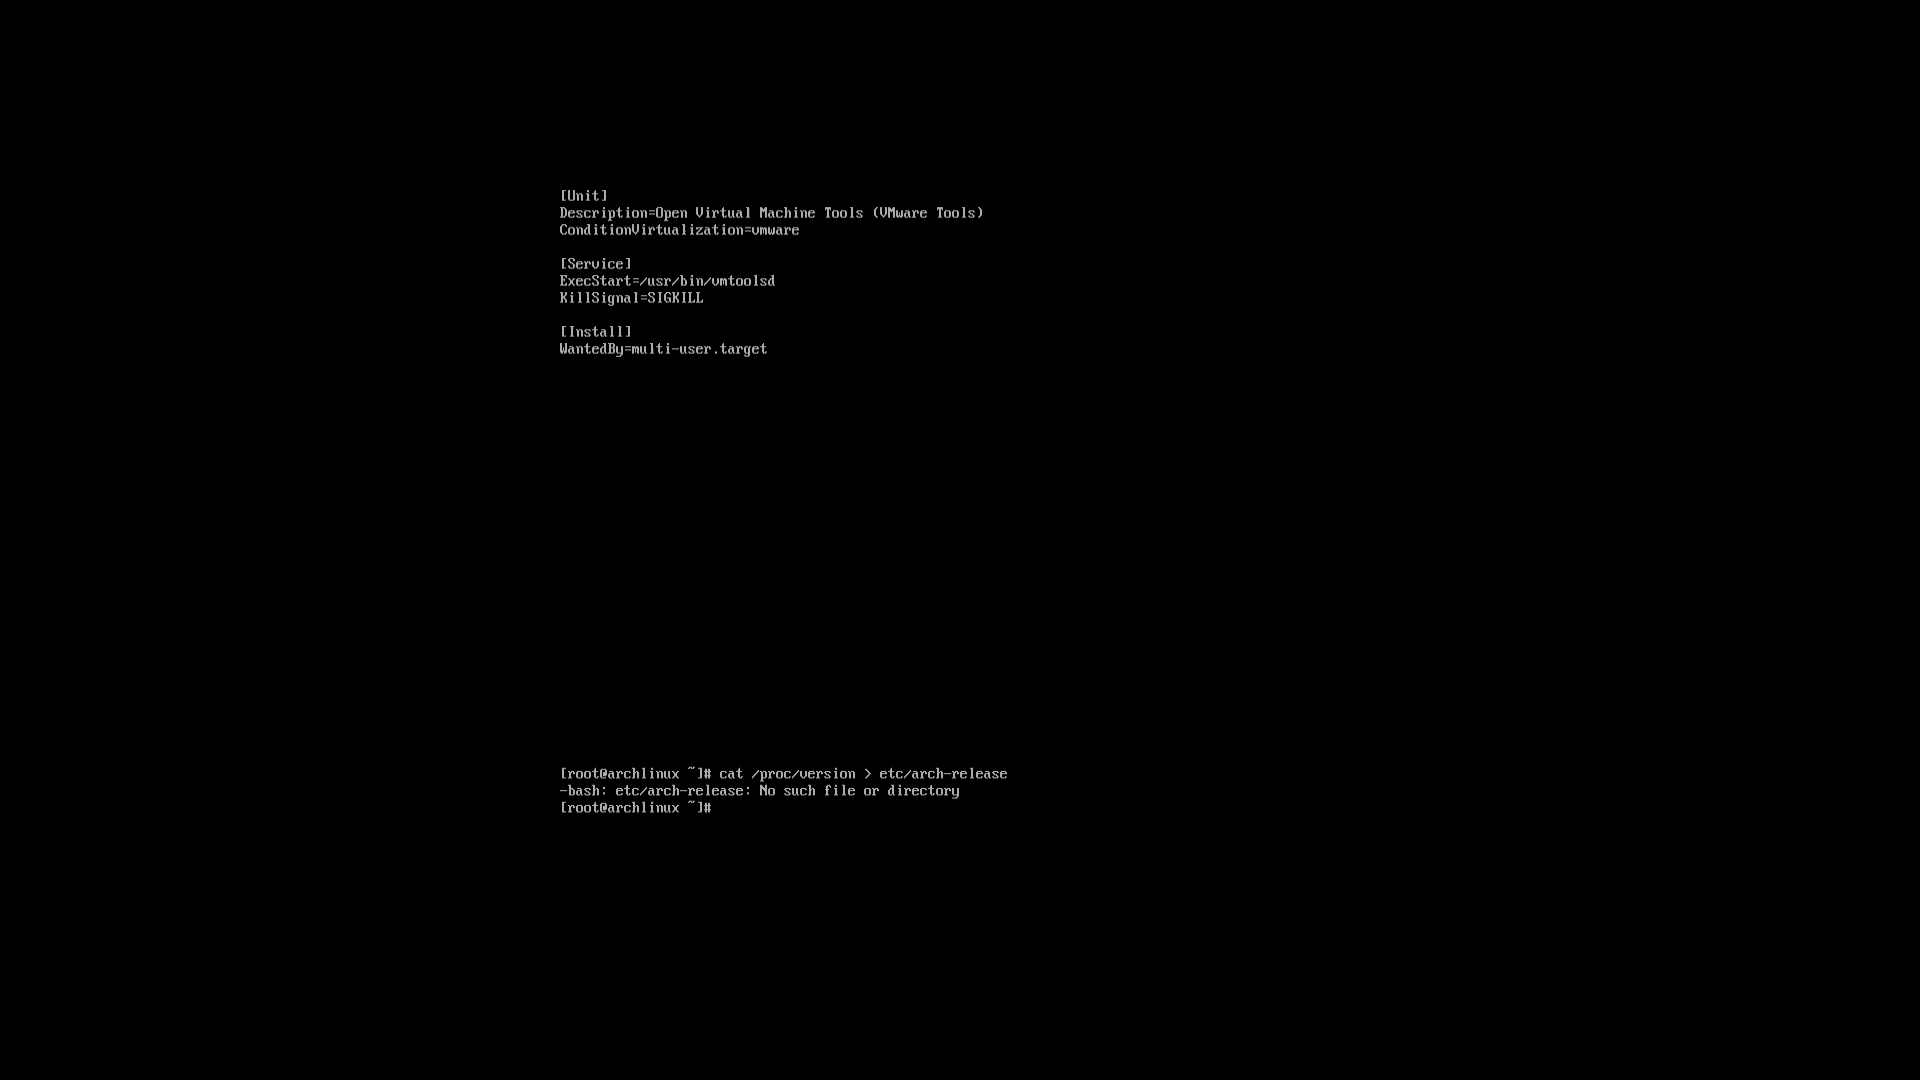 [Unit]
Description=Open Virtual Machine Tools (VMware Tools)
ConditionVirtualization=vmware
[Service]
ExecStart=/usr/bin/vmtoolsd
KillSignal=SIGKILL
[Install]
WantedBy=multi-user.target
[root@archlinux ~]# cat /proc/version > etc/arch-release
-bash: etc/arch-release: No such file or directory
[root@archlinux ~]#